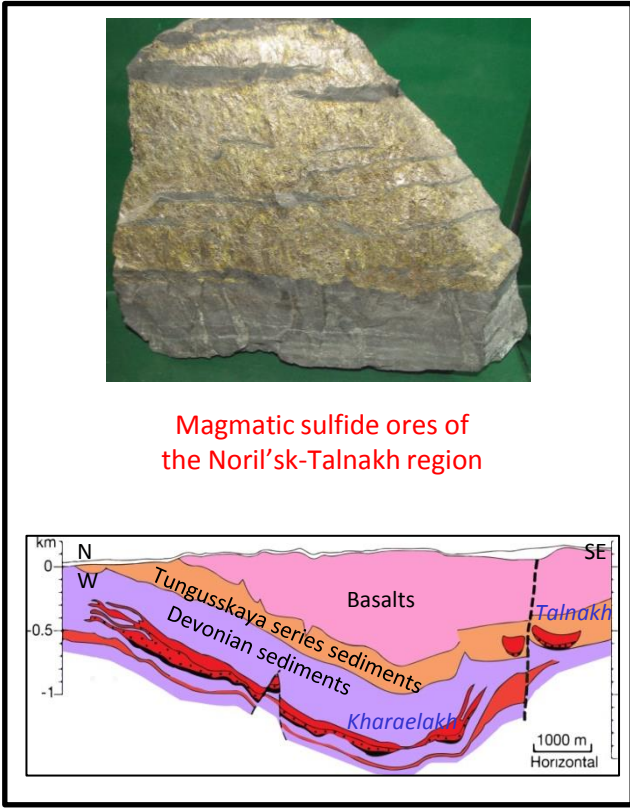 Magmatic sulfide ores of
the Noril'sk-Talnakh region
km
N
SE
0
W
Tungusskaya series sediments
Basalts
Talnakh
-0.5
Devonian sediments
-1
Kharaelakh
1000 m
Horizontal